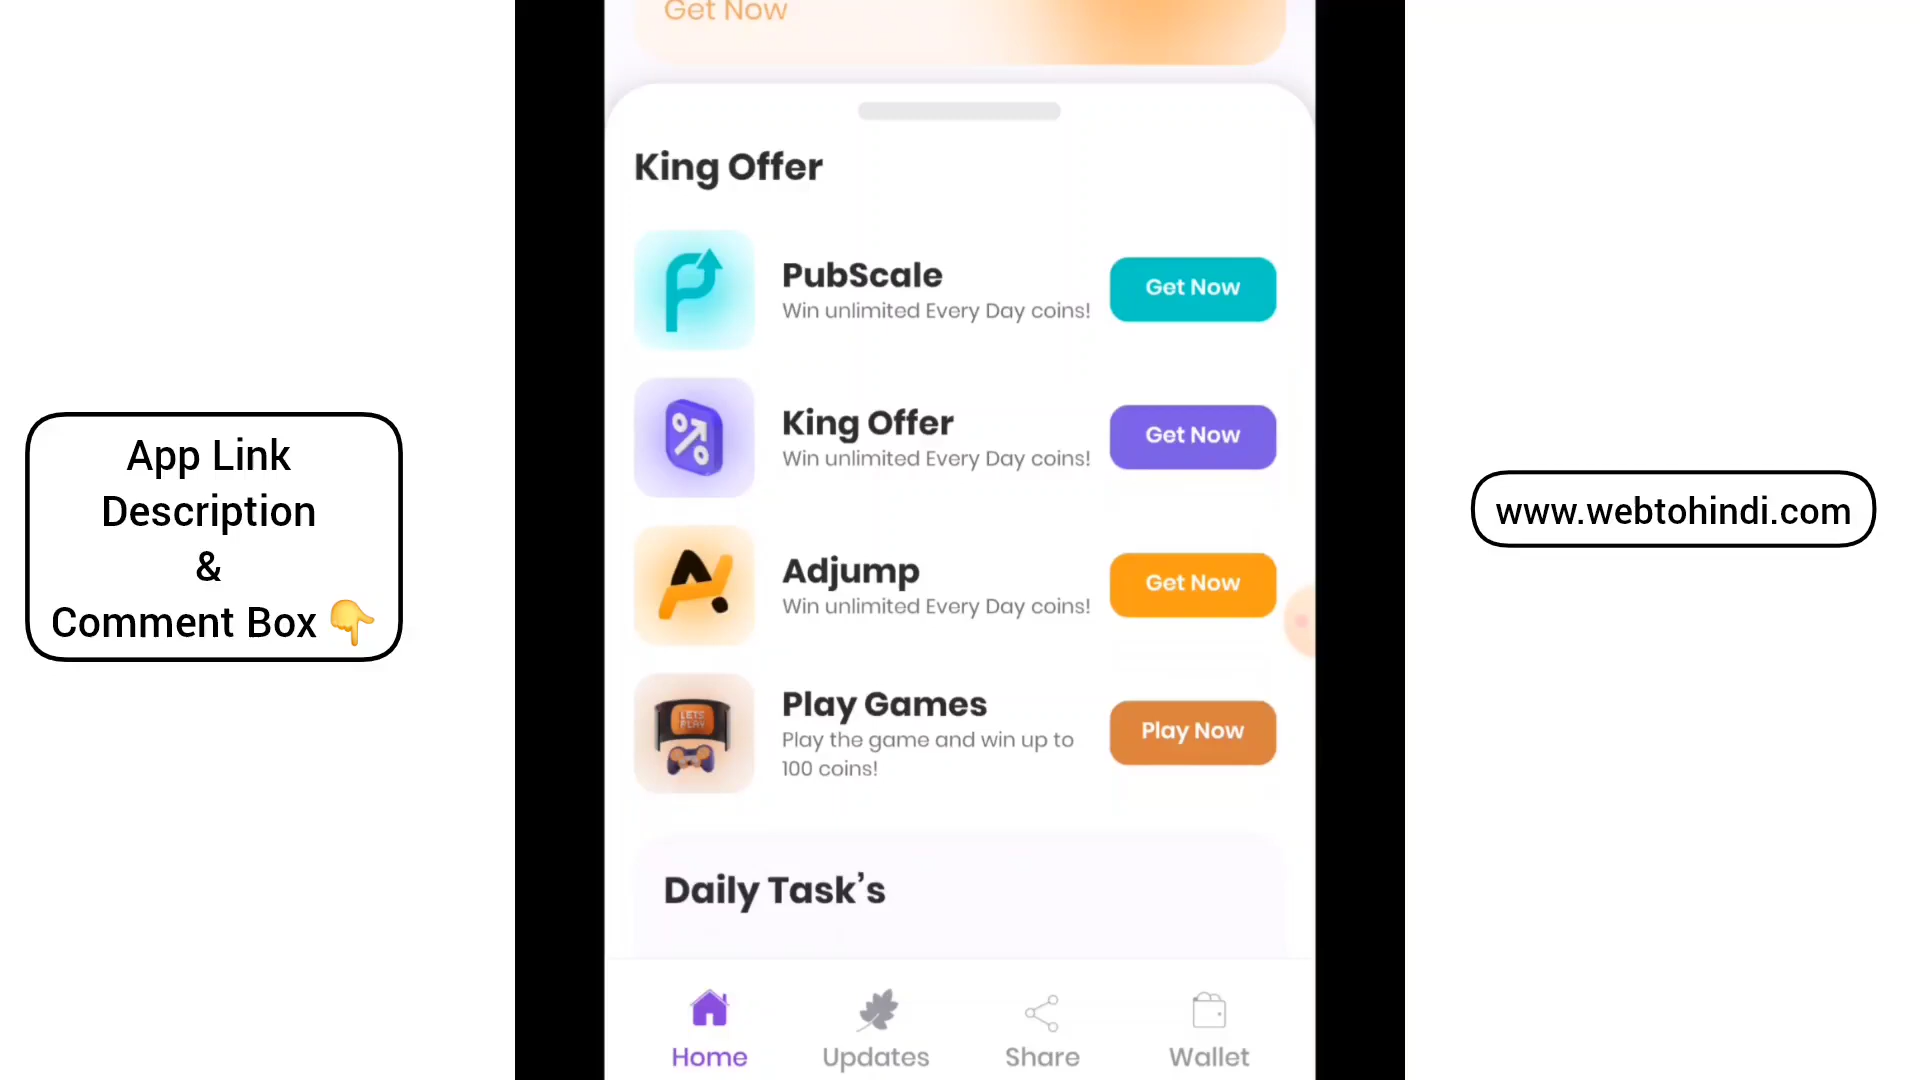 Get Now
King Offer
PubScale
Win unlimited Every Day coins!
Get Now
King Offer
Win unlimited Every Day coins!
Get Now
Adjump
Win unlimited Every Day coins!
Get Now
LETS
PLAY
Play Games
Play the game and win up to
100 coins!
Play Now
Daily Task’s
Home
Updates
Share
Wallet
App Link
Description
&
Comment Box 👇
www.webtohindi.com